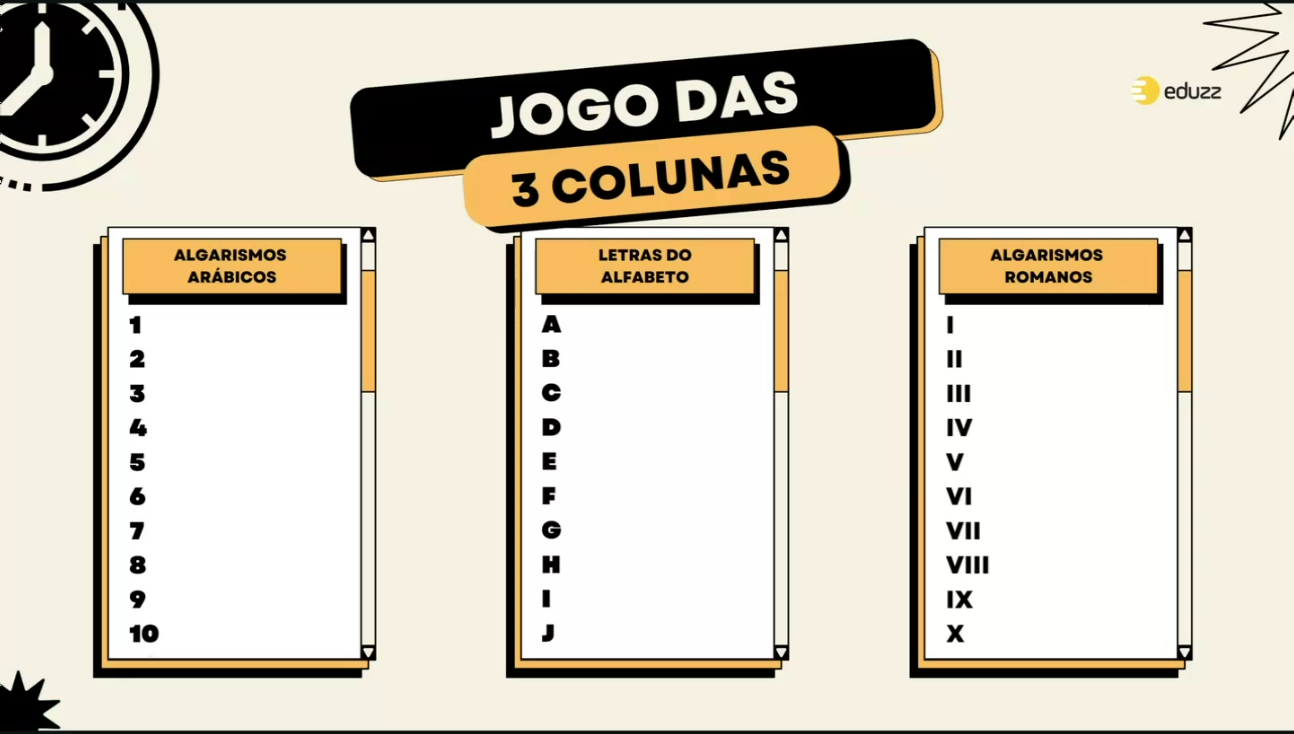 JOGO DAS
3 COLUNAS
eduzz
ALGARISMOS
ARÁBICOS
1
2
3
4
5
6
7
8
9
10
LETRAS DO
ALFABETO
A
B
C
D
E
F
G
H
I
J
ALGARISMOS
ROMANOS
I
II
III
IV
V
VI
VII
VIII
IX
X